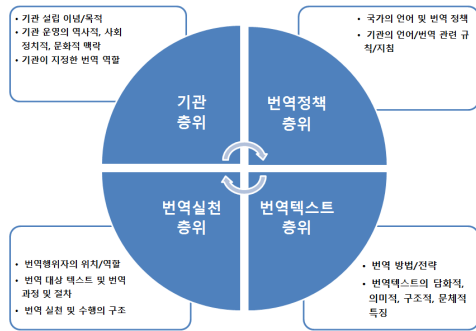 • 기관 설립 이념/목적
• 기관 운영의 역사적, 사회
정치적, 문화적 맥락
• 기관이 지정한 번역 역할
• 국가의 언어 및 번역 정책
• 기관의 언어/번역 관련 규
칙/지침
기관
층위
번역정책
층위
번역실천
층위
번역텍스트
층위
• 번역행위자의 위치/역할
• 번역 대상 텍스트 및 번역
과정 및 절차
• 번역 실천 및 수행의 구조
• 번역 방법/전략
• 번역텍스트의 담화적,
의미적, 구조적, 문체적
특징